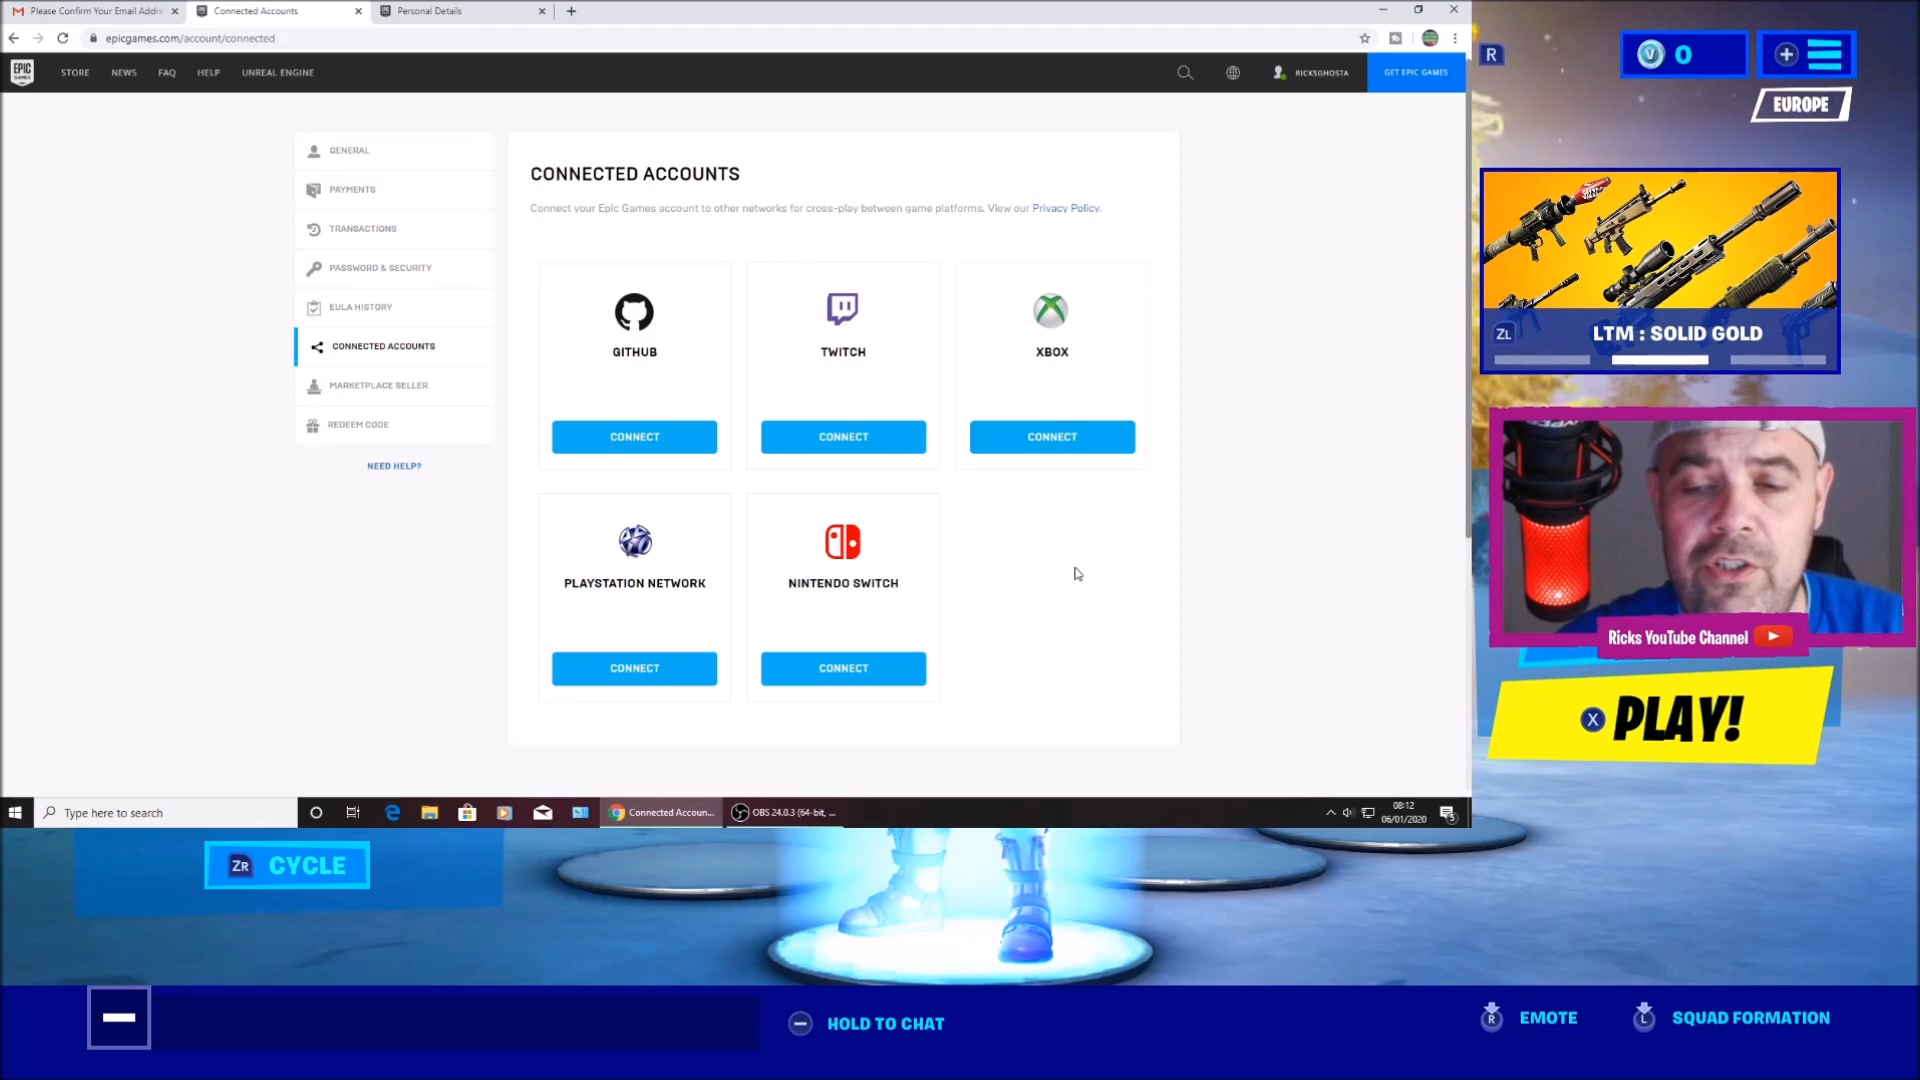 Please Confirm Your Email Addre
Connected Accounts
Personal Details
epicgames.com/account/connected
EPIC GAMES
STORE
NEWS
FAQ
HELP
UNREAL ENGINE
RICKSGHOSTA
GET EPIC GAMES
R
0
EUROPE
GENERAL
PAYMENTS
TRANSACTIONS
PASSWORD & SECURITY
EULA HISTORY
CONNECTED ACCOUNTS
MARKETPLACE SELLER
REDEEM CODE
NEED HELP?
CONNECTED ACCOUNTS
Connect your Epic Games account to other networks for cross-play between game platforms. View our Privacy Policy.
GITHUB
CONNECT
TWITCH
CONNECT
XBOX
CONNECT
PLAYSTATION NETWORK
CONNECT
NINTENDO SWITCH
CONNECT
ZL
LTM : SOLID GOLD
Ricks YouTube Channel
X PLAY!
Type here to search
Connected Accoun...
OBS 24.0.3 (64-bit, ...
08:12
06/01/2020
5
ZR CYCLE
HOLD TO CHAT
R EMOTE
L SQUAD FORMATION